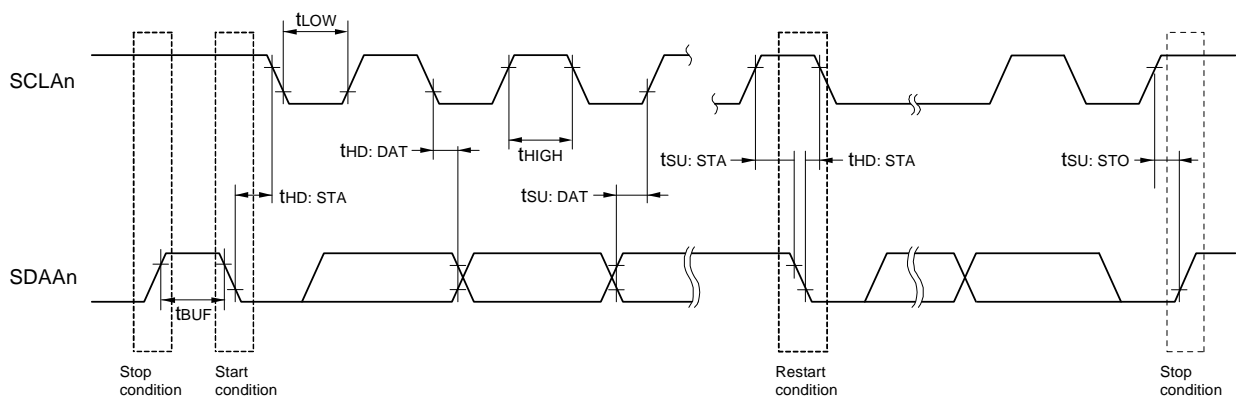 tLOW
SCLAn
tHD: DAT
tHIGH
tSU: STA
tHD: STA
tSU: STO
tHD: STA
tSU: DAT
SDAAn
tBUF
Stop
condition
Start
condition
Restart
condition
Stop
condition